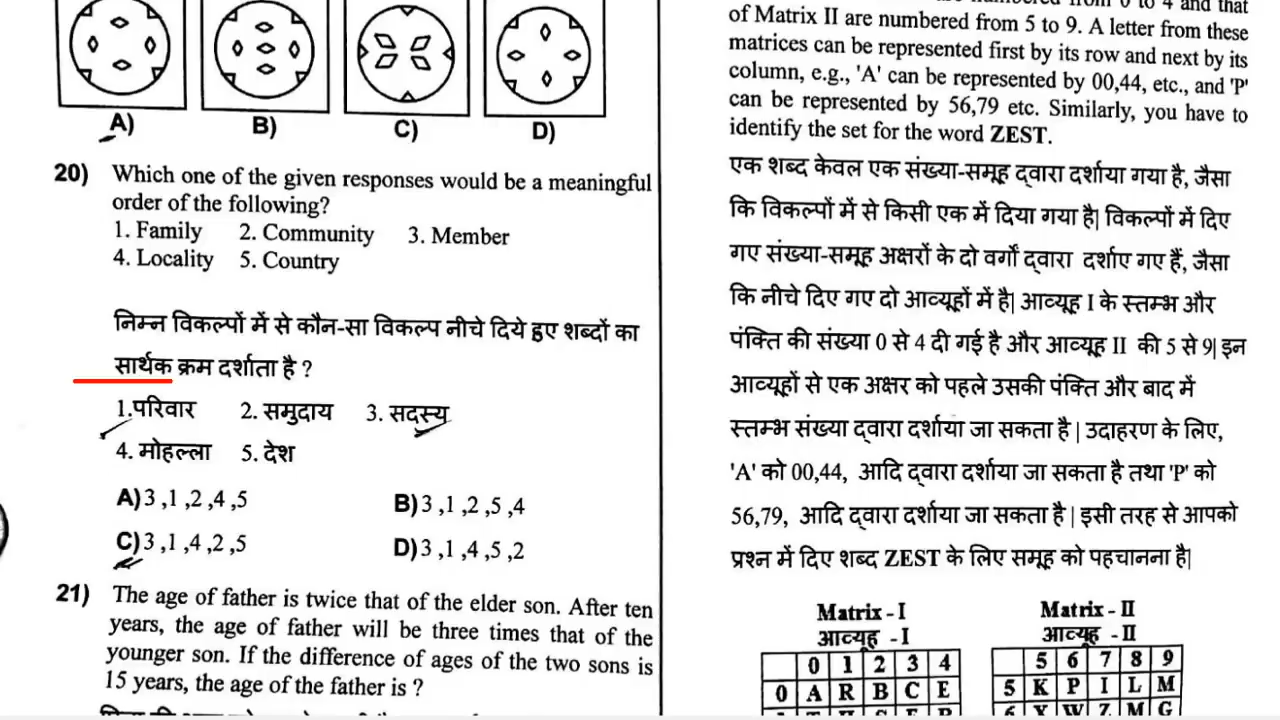 A)
B)
C)
D)
20) Which one of the given responses would be a meaningful
order of the following?
1. Family 2. Community 3. Member
4. Locality 5. Country
निम्न विकल्पों में से कौन-सा विकल्प नीचे दिये हुए शब्दों का
सार्थक क्रम दर्शाता है ?
1.परिवार 2. समुदाय 3. सदस्य
4. मोहल्ला 5. देश
A)3 ,1 ,2 ,4 ,5 B)3 ,1 ,2 ,5 ,4
C)3 ,1 ,4 ,2 ,5 D)3 ,1 ,4 ,5 ,2
21) The age of father is twice that of the elder son. After ten
years, the age of father will be three times that of the
younger son. If the difference of ages of the two sons is
15 years, the age of the father is ?
numbered from 0 to 4 and that
of Matrix II are numbered from 5 to 9. A letter from these
matrices can be represented first by its row and next by its
column, e.g., 'A' can be represented by 00,44, etc., and 'P'
can be represented by 56,79 etc. Similarly, you have to
identify the set for the word ZEST.
एक शब्द केवल एक संख्या-समूह द्वारा दर्शाया गया है, जैसा
कि विकल्पों में से किसी एक में दिया गया है| विकल्पों में दिए
गए संख्या-समूह अक्षरों के दो वर्गों द्वारा दर्शाए गए हैं, जैसा
कि नीचे दिए गए दो आव्यूहों में है| आव्यूह I के स्तम्भ और
पंक्ति की संख्या 0 से 4 दी गई है और आव्यूह II की 5 से 9| इन
आव्यूहों से एक अक्षर को पहले उसकी पंक्ति और बाद में
स्तम्भ संख्या द्वारा दर्शाया जा सकता है | उदाहरण के लिए,
'A' को 00,44, आदि द्वारा दर्शाया जा सकता है तथा 'P' को
56,79, आदि द्वारा दर्शाया जा सकता है | इसी तरह से आपको
प्रश्न में दिए शब्द ZEST के लिए समूह को पहचानना है|
Matrix - I Matrix - II
आव्यूह - I आव्यूह - II
0 1 2 3 4 5 6 7 8 9
0 A R B C E 5 K P I L M